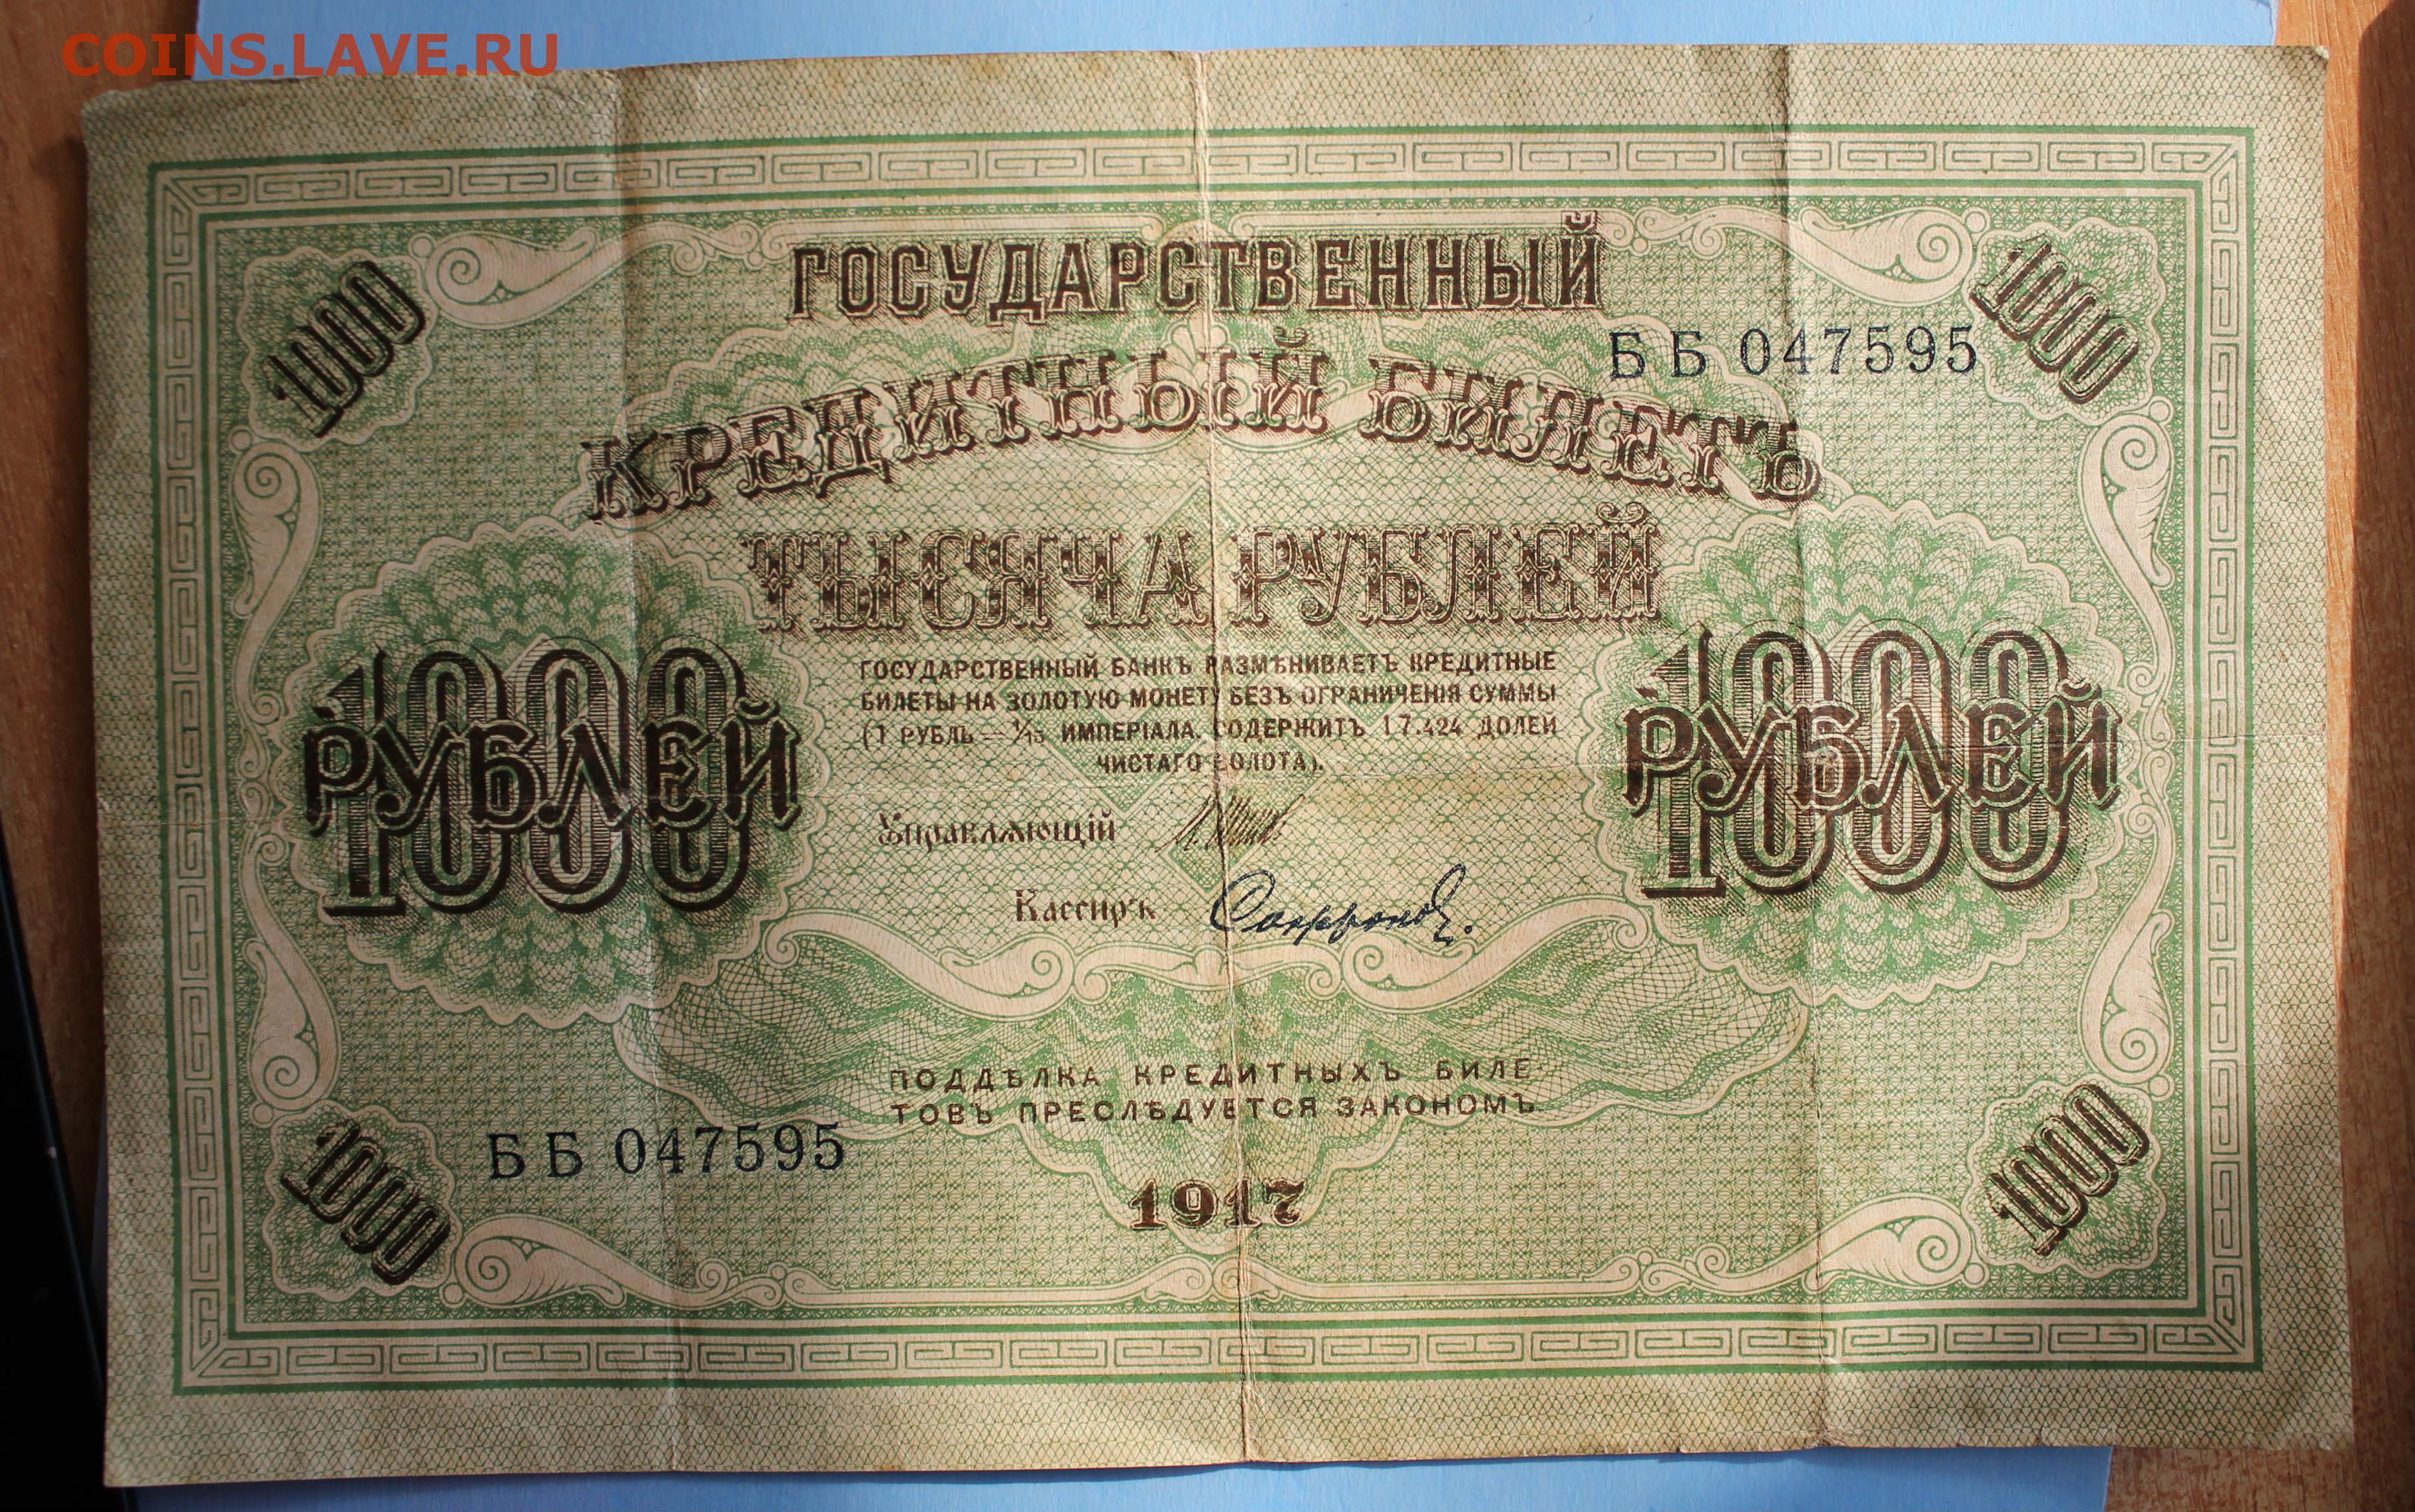 COINS.LAVE.RU
1000
1000
ГОСУДАРСТВЕННЫЙ
ББ 047595
КРЕДИТНЫЙ БИЛЕТЪ
ТЫСЯЧА РУБЛЕЙ
1000
РУБЛЕЙ
1000
РУБЛЕЙ
ГОСУДАРСТВЕННЫЙ БАНКЪ РАЗМѢНИВАЕТЪ КРЕДИТНЫЕ
БИЛЕТЫ НА ЗОЛОТУЮ МОНЕТУ БЕЗЪ ОГРАНИЧЕНІЯ СУММЫ
(1 РУБЛЬ = 1/15 ИМПЕРІАЛА, СОДЕРЖИТЪ 17.424 ДОЛЕЙ
ЧИСТАГО ЗОЛОТА).
Управляющій
Кассиръ Софронов.
ПОДДѢЛКА КРЕДИТНЫХЪ БИЛЕ
ТОВЪ ПРЕСЛѢДУЕТСЯ ЗАКОНОМЪ.
ББ 047595
1917
1000
1000